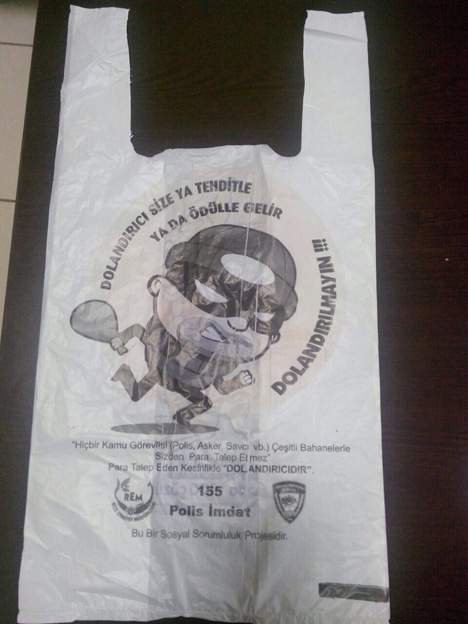 DOLANDIRICI SİZE YA TEHDİTLE
YA DA ÖDÜLLE GELİR
DOLANDIRILMAYIN !!!
"Hiçbir Kamu Görevlisi (Polis, Asker, Savcı vb.) Çeşitli Bahanelerle
Sizden Para Talep Etmez"
Para Talep Eden Kesinlikle "DOLANDIRICIDIR".
REM
155
Polis İmdat
Bu Bir Sosyal Sorumluluk Projesidir.